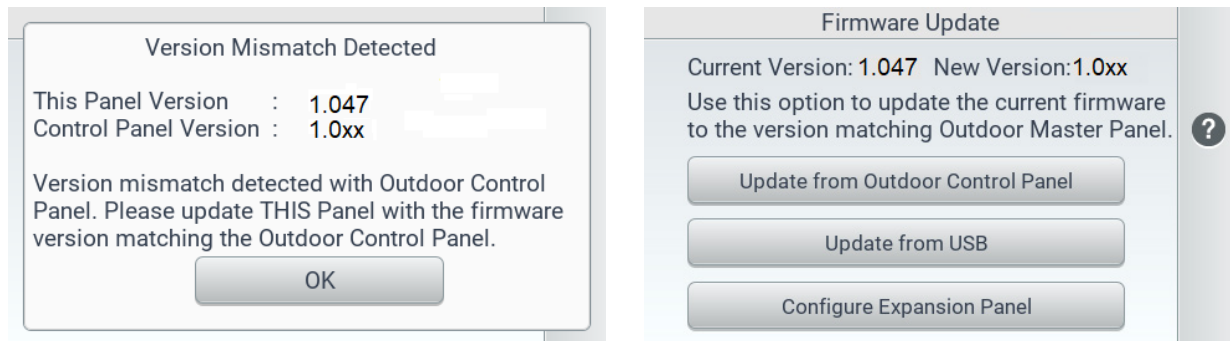 Version Mismatch Detected
This Panel Version : 1.047
Control Panel Version : 1.0xx
Version mismatch detected with Outdoor Control
Panel. Please update THIS Panel with the firmware
version matching the Outdoor Control Panel.
OK
Firmware Update
Current Version: 1.047 New Version:1.0xx
Use this option to update the current firmware
to the version matching Outdoor Master Panel.
?
Update from Outdoor Control Panel
Update from USB
Configure Expansion Panel